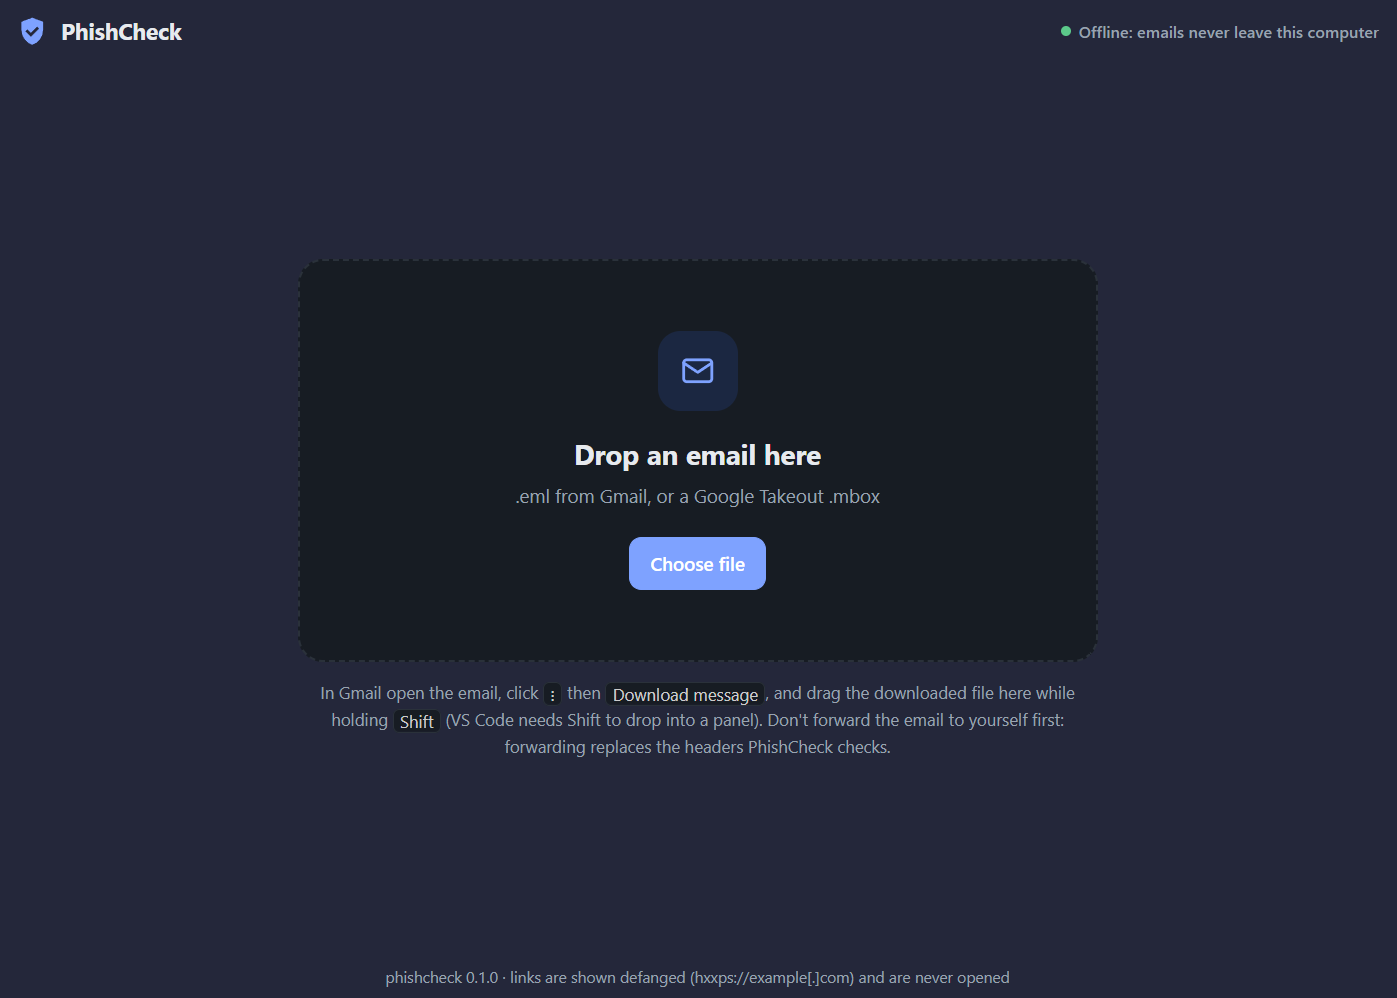 PhishCheck
Offline: emails never leave this computer
Drop an email here
.eml from Gmail, or a Google Takeout .mbox
Choose file
In Gmail open the email, click ⋮ then Download message, and drag the downloaded file here while
holding Shift (VS Code needs Shift to drop into a panel). Don't forward the email to yourself first:
forwarding replaces the headers PhishCheck checks.
phishcheck 0.1.0 · links are shown defanged (hxxps://example[.]com) and are never opened